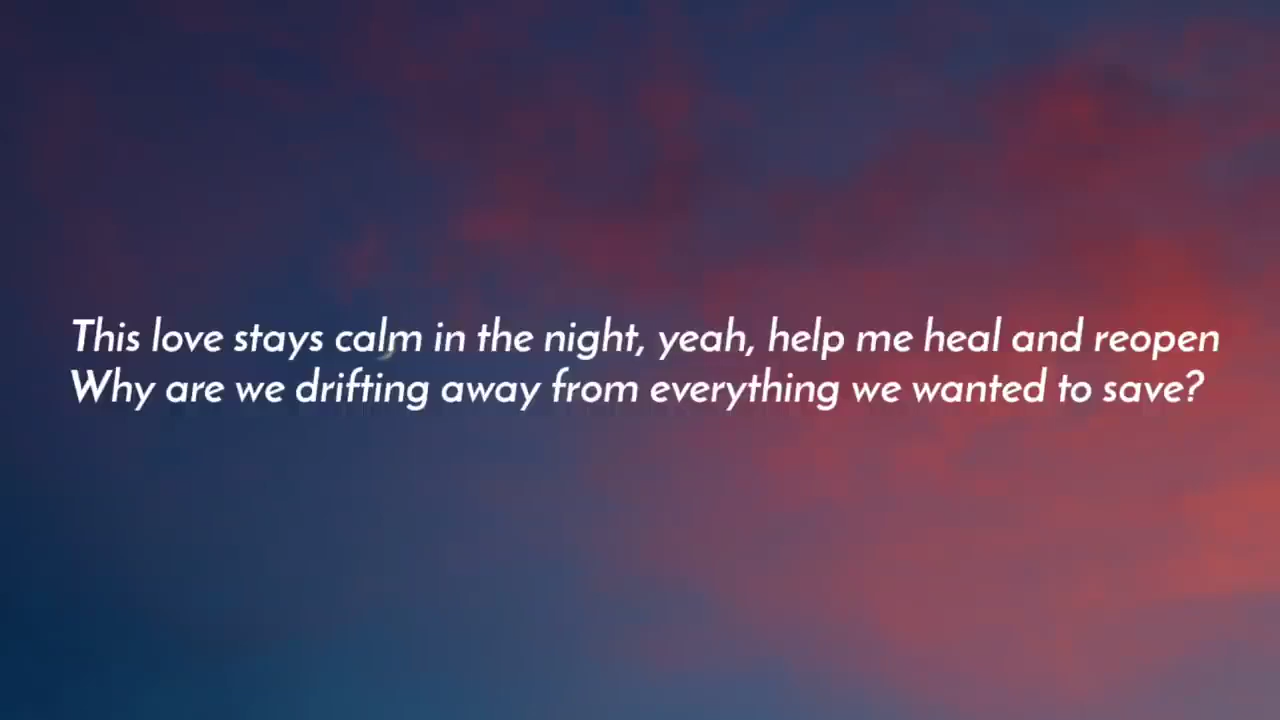 This love stays calm in the night, yeah, help me heal and reopen
Why are we drifting away from everything we wanted to save?